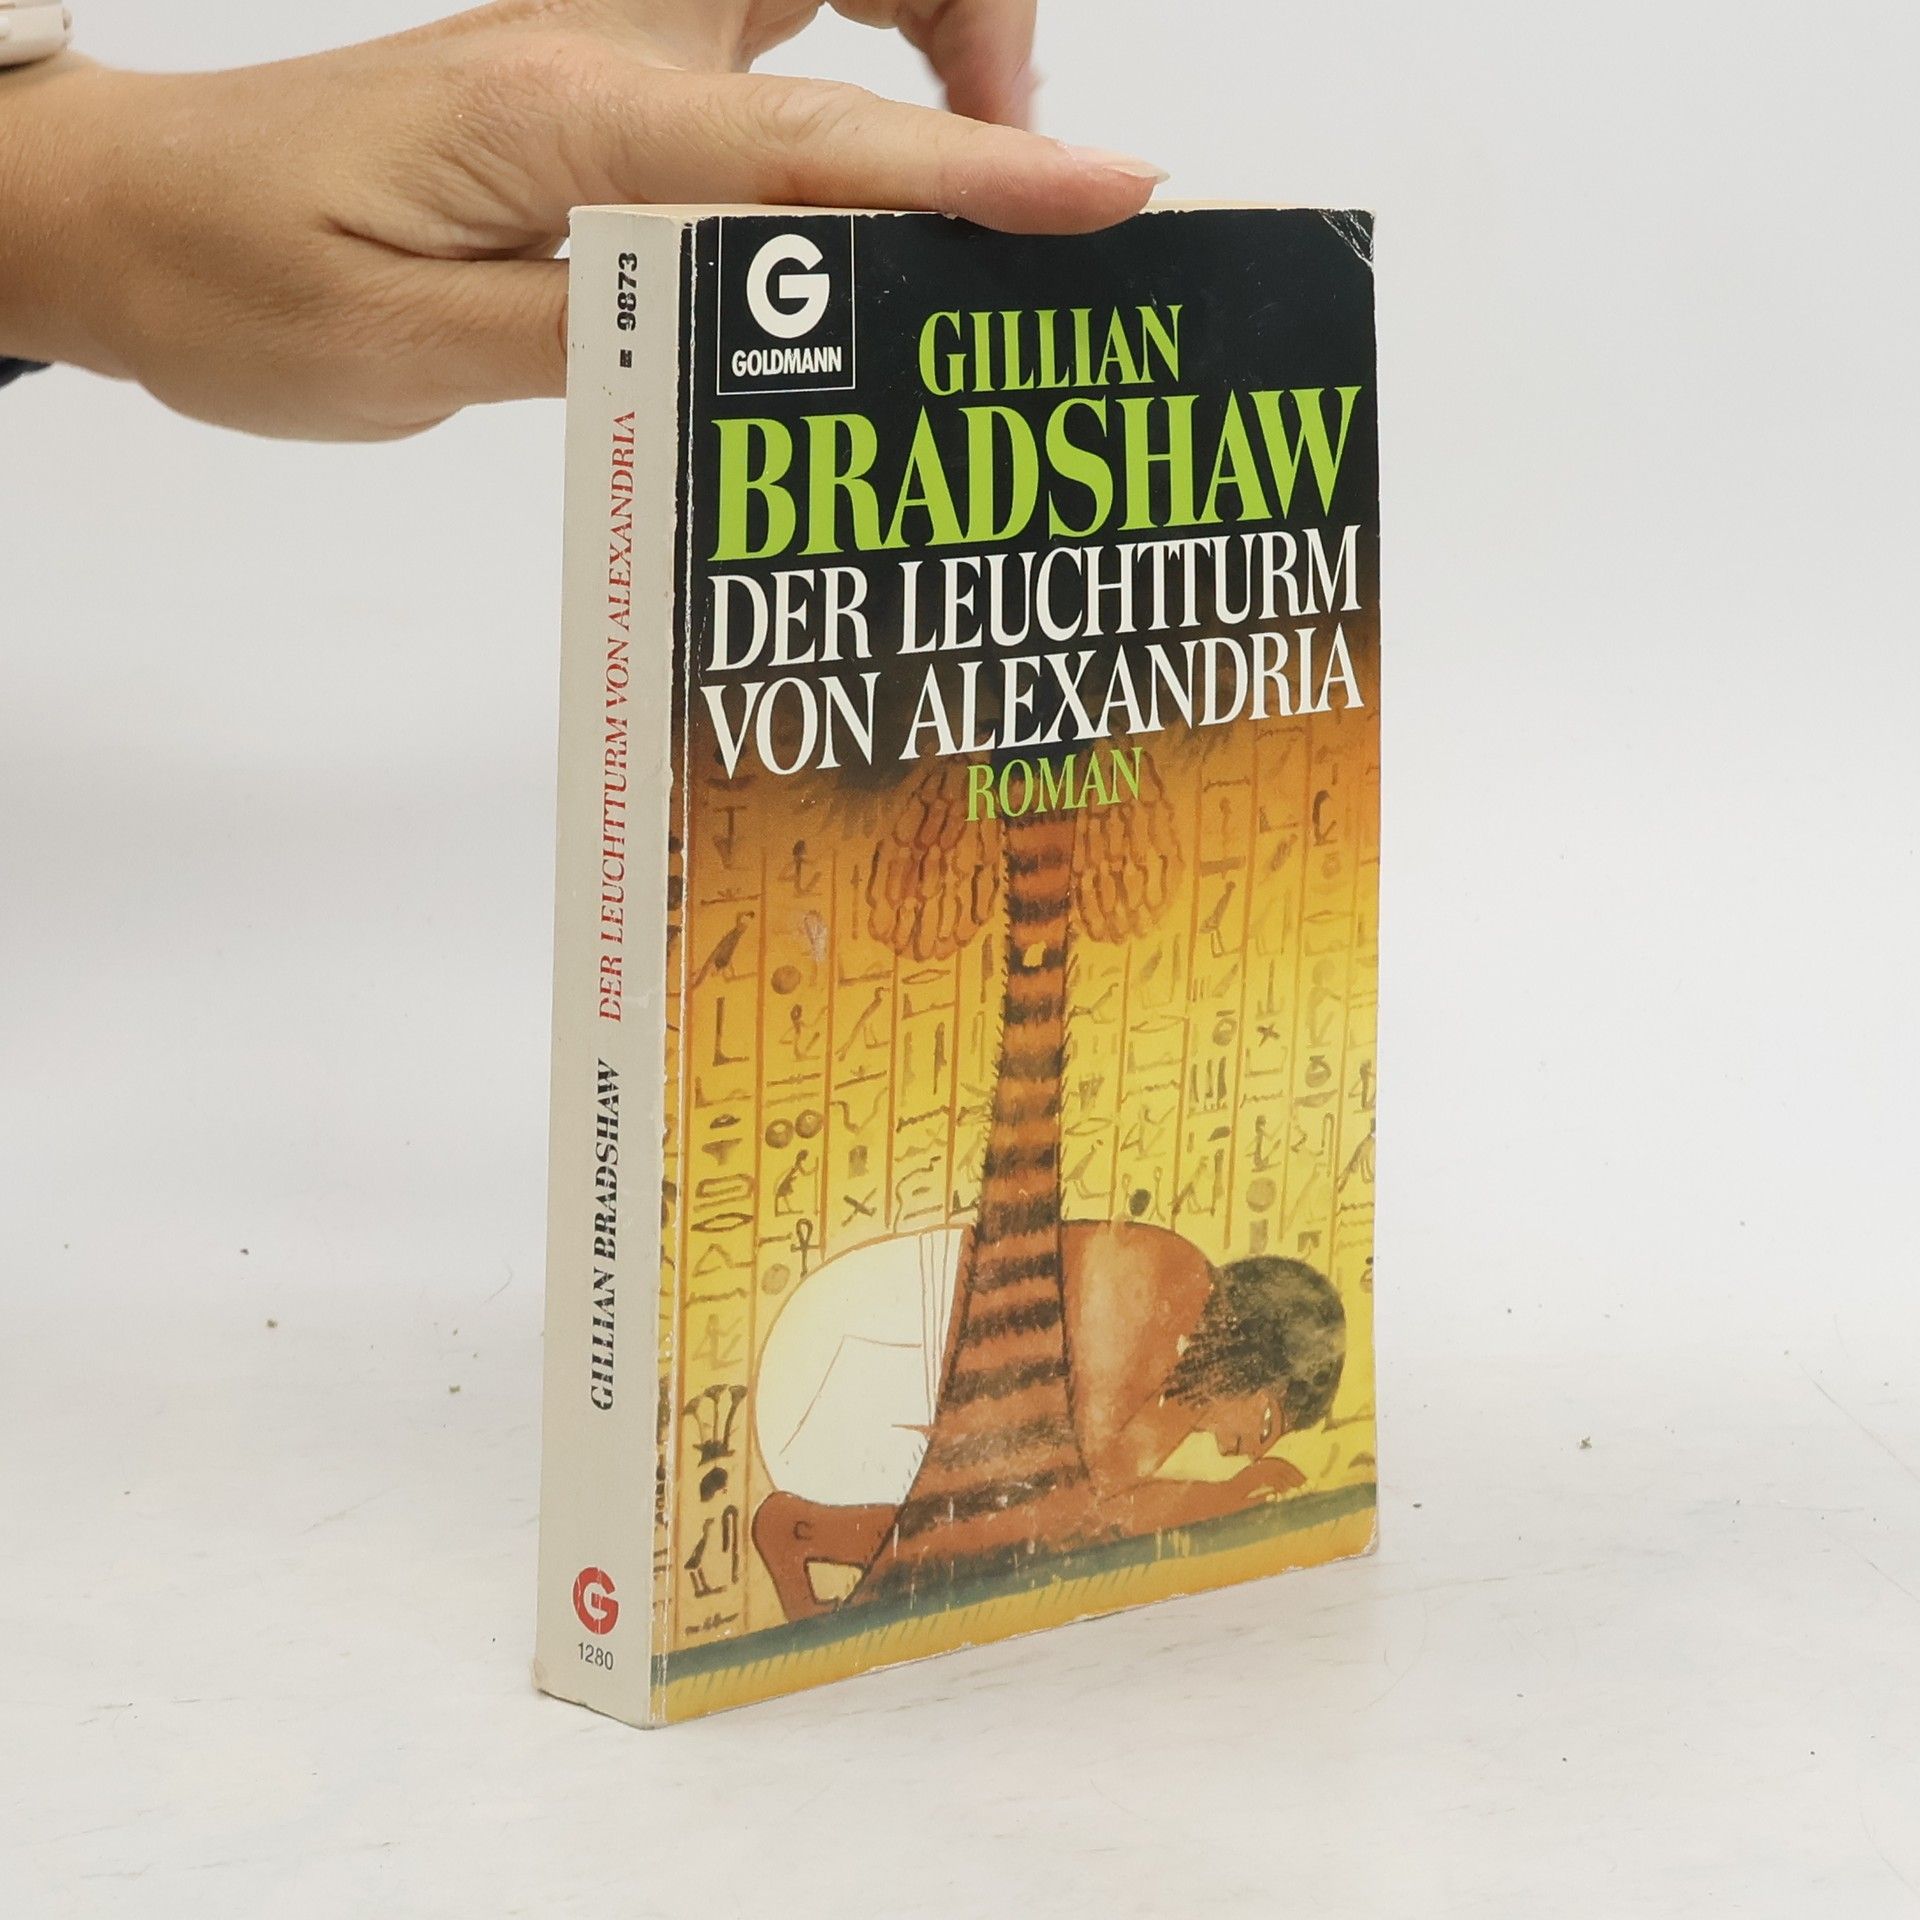 G
GOLDMANN
GILLIAN
BRADSHAW
DER LEUCHTTURM
VON ALEXANDRIA
ROMAN
GILLIAN BRADSHAW DER LEUCHTTURM VON ALEXANDRIA 9873
G
1280